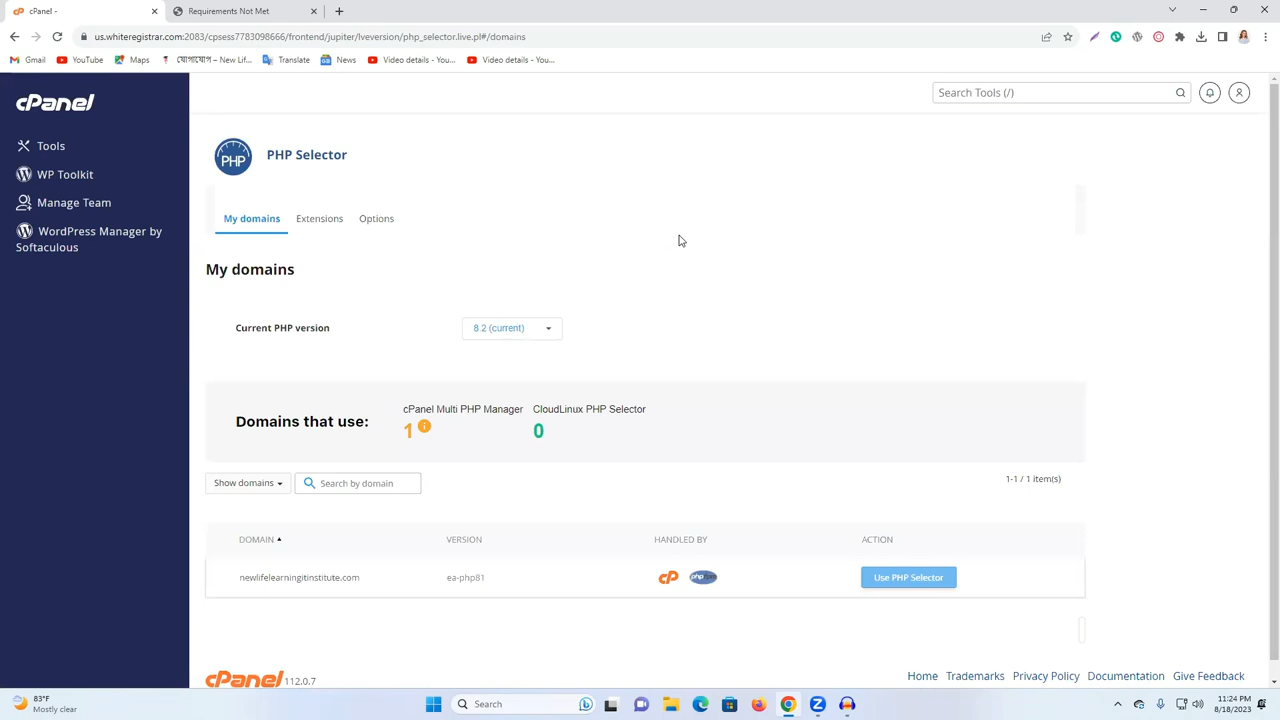 cPanel -
Requirements Not Met
us.whiteregistrar.com:2083/cpsess7783098666/frontend/jupiter/lveversion/php_selector.live.pl#/domains
Gmail YouTube Maps যোগাযোগ – New Lif... Translate News Video details - You... Video details - You...
cPanel
Search Tools (/)
Tools
WP Toolkit
Manage Team
WordPress Manager by
Softaculous
PHP
PHP Selector
My domains Extensions Options
My domains
Current PHP version 8.2 (current)
Domains that use:
cPanel Multi PHP Manager CloudLinux PHP Selector
1 0
Show domains Search by domain 1-1 / 1 item(s)
DOMAIN VERSION HANDLED BY ACTION
newlifelearningitinstitute.com ea-php81 cP Use PHP Selector
cPanel 112.0.7
Home Trademarks Privacy Policy Documentation Give Feedback
83°F
Mostly clear
Search
11:24 PM
8/18/2023